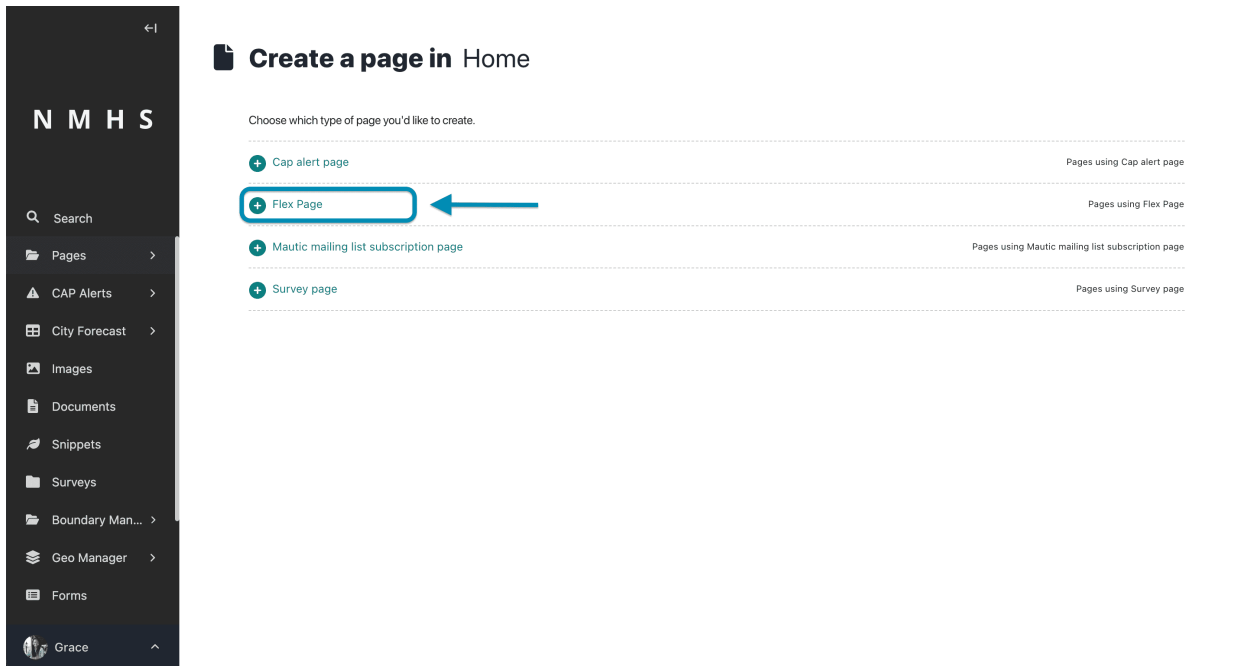 N M H S
Search
Pages
CAP Alerts
City Forecast
Images
Documents
Snippets
Surveys
Boundary Man...
Geo Manager
Forms
Grace
Create a page in Home
Choose which type of page you'd like to create.
Cap alert page Pages using Cap alert page
Flex Page Pages using Flex Page
Mautic mailing list subscription page Pages using Mautic mailing list subscription page
Survey page Pages using Survey page